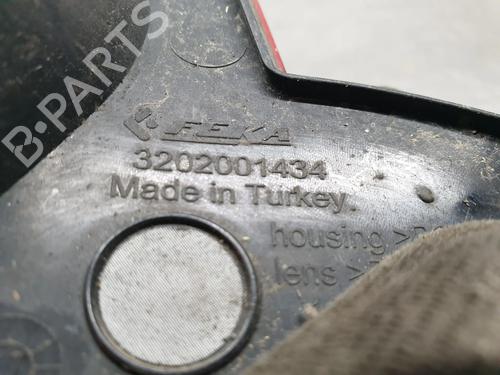 B-PARTS
FEKA
3202001434
Made in Turkey.
housing >
lens >